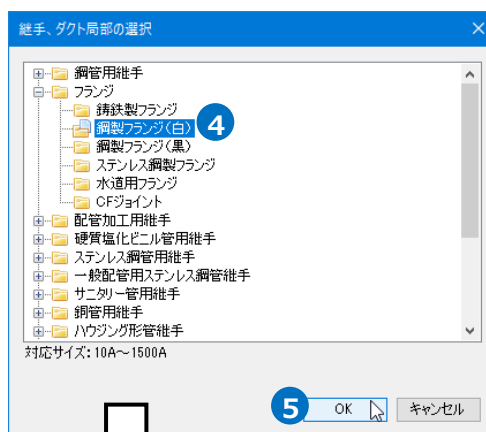 継手、ダクト局部の選択
鋼管用継手
フランジ
鋳鉄製フランジ
鋼製フランジ(白)
4
鋼製フランジ(黒)
ステンレス鋼製フランジ
水道用フランジ
CFジョイント
配管加工用継手
硬質塩化ビニル管用継手
ステンレス鋼管用継手
一般配管用ステンレス鋼管継手
サニタリー管用継手
銅管用継手
ハウジング形管継手
対応サイズ:10A～1500A
5
OK
キャンセル